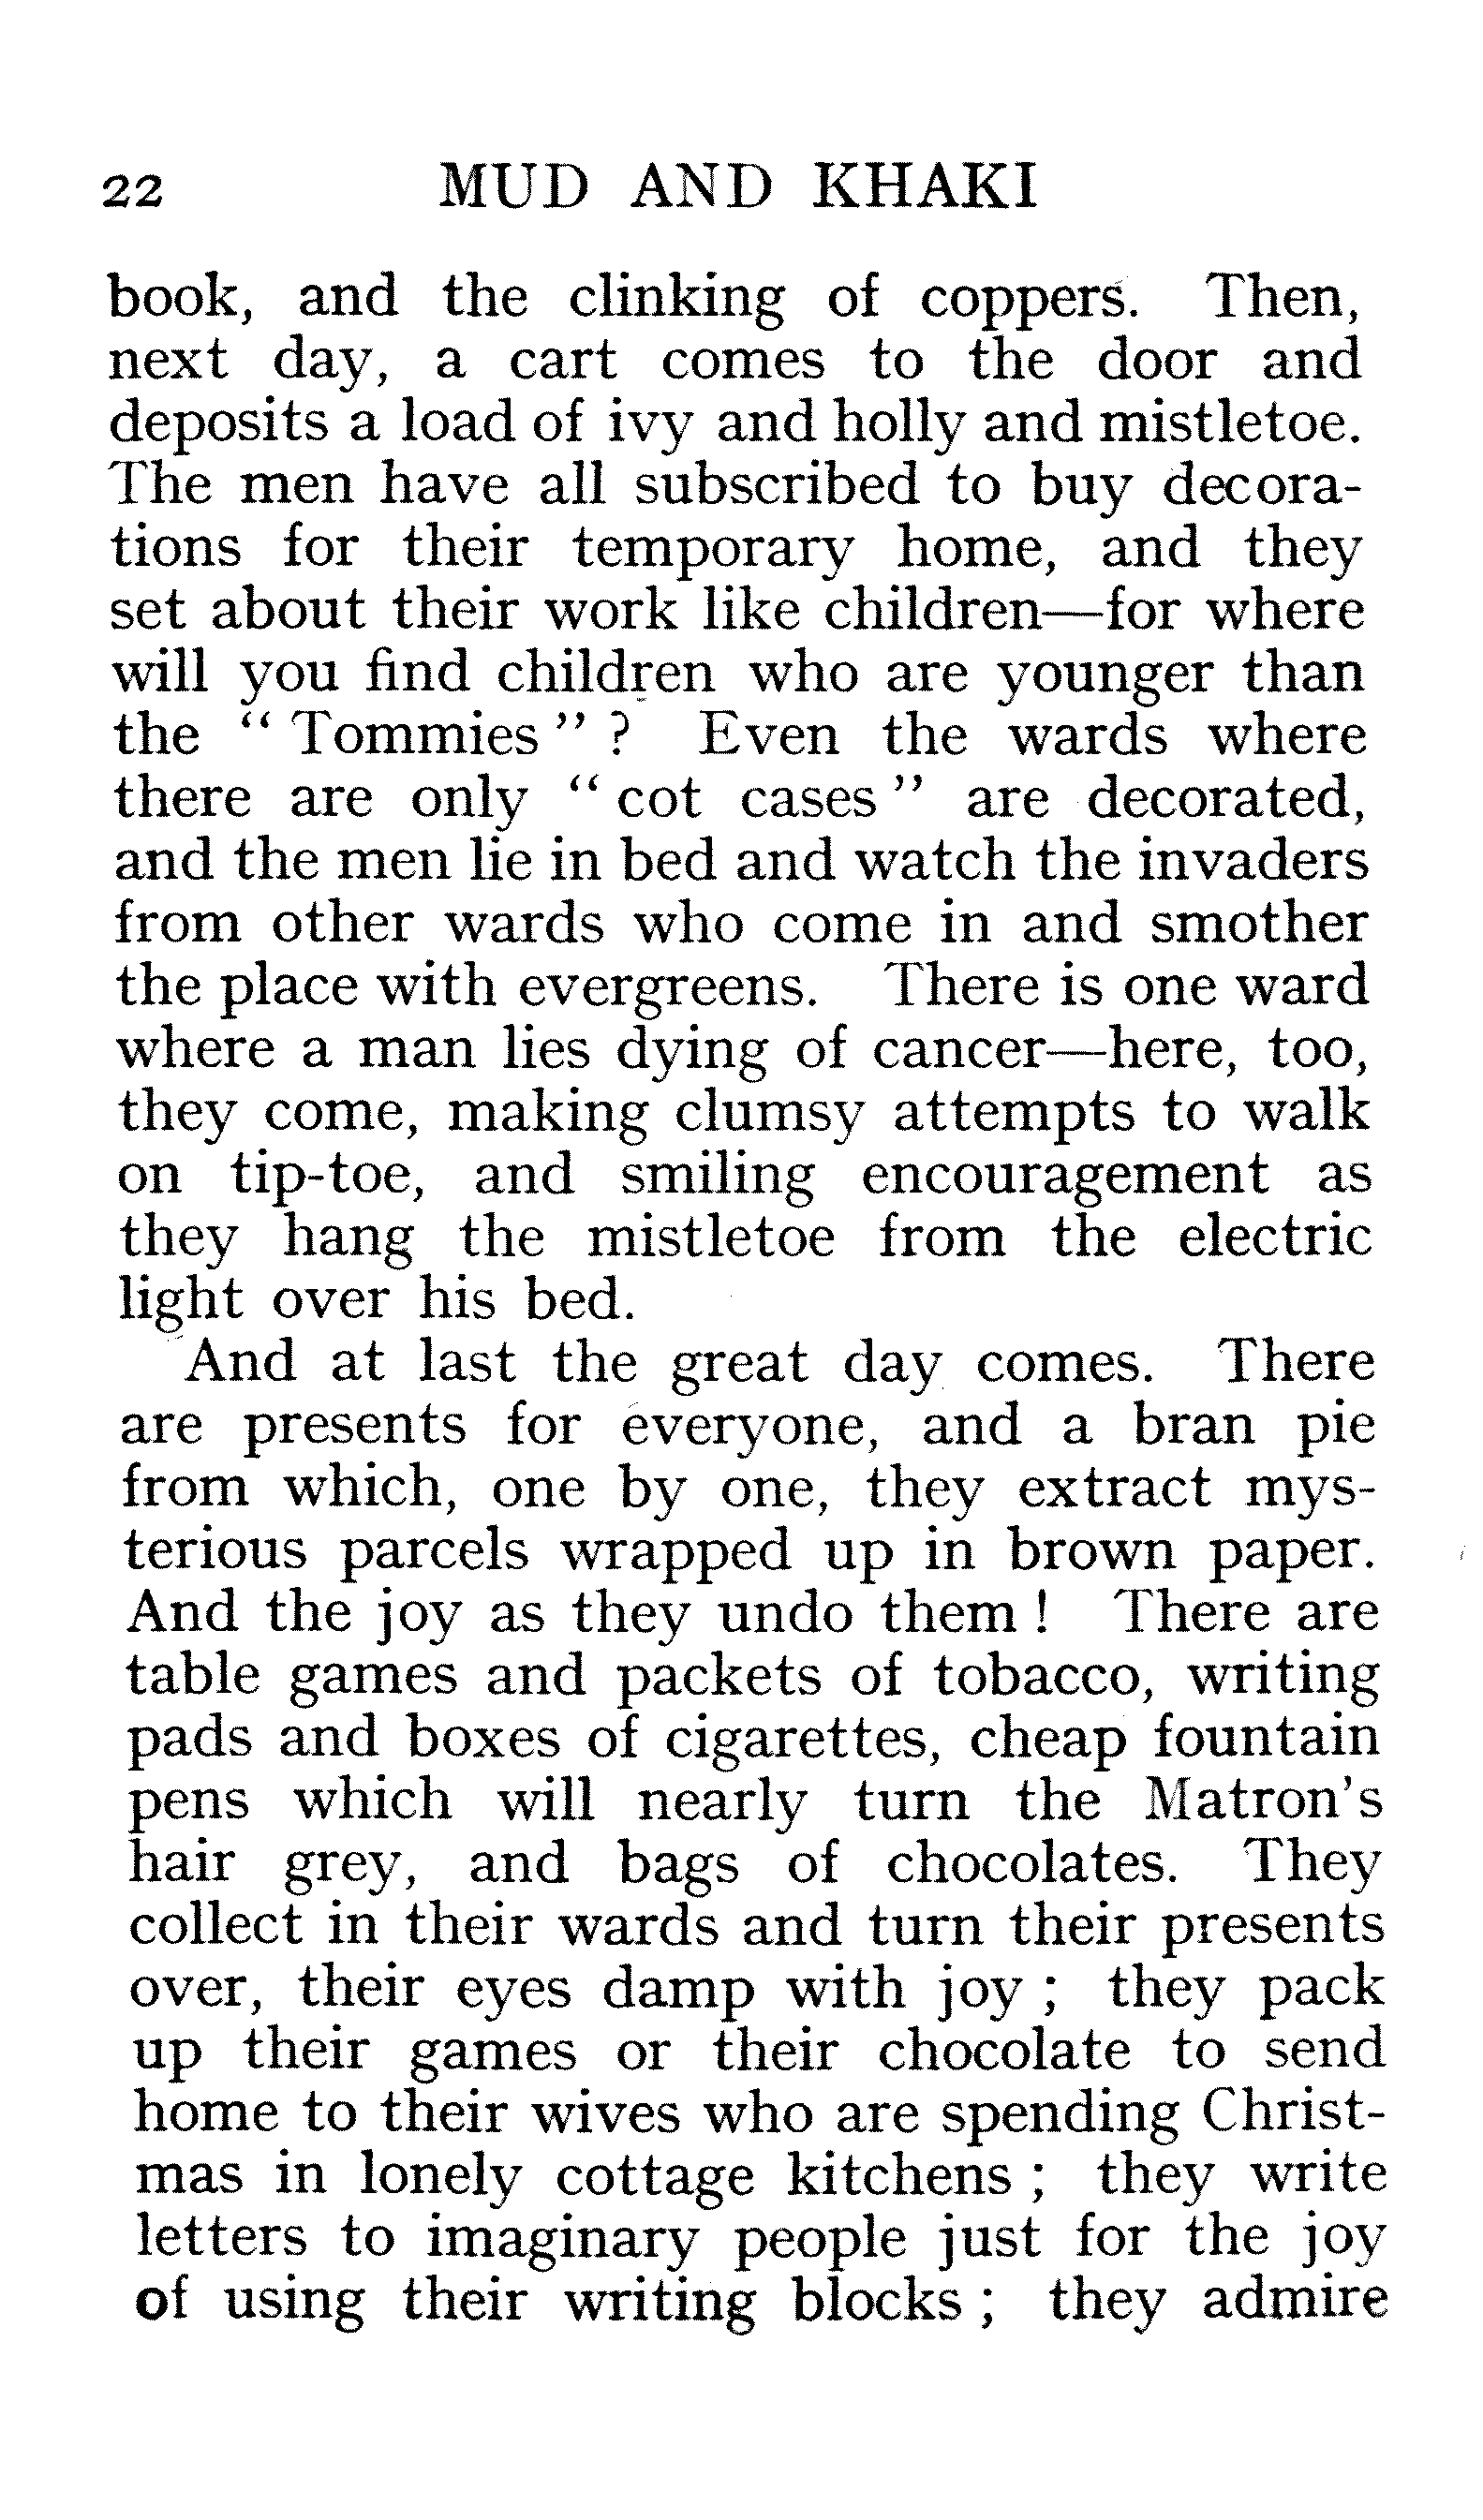 22 MUD AND KHAKI
book, and the clinking of coppers. Then,
next day, a cart comes to the door and
deposits a load of ivy and holly and mistletoe.
The men have all subscribed to buy decora-
tions for their temporary home, and they
set about their work like children—for where
will you find children who are younger than
the “ Tommies ” ? Even the wards where
there are only “ cot cases ” are decorated,
and the men lie in bed and watch the invaders
from other wards who come in and smother
the place with evergreens. There is one ward
where a man lies dying of cancer—here, too,
they come, making clumsy attempts to walk
on tip-toe, and smiling encouragement as
they hang the mistletoe from the electric
light over his bed.
And at last the great day comes. There
are presents for everyone, and a bran pie
from which, one by one, they extract mys-
terious parcels wrapped up in brown paper.
And the joy as they undo them ! There are
table games and packets of tobacco, writing
pads and boxes of cigarettes, cheap fountain
pens which will nearly turn the Matron's
hair grey, and bags of chocolates. They
collect in their wards and turn their presents
over, their eyes damp with joy ; they pack
up their games or their chocolate to send
home to their wives who are spending Christ-
mas in lonely cottage kitchens ; they write
letters to imaginary people just for the joy
of using their writing blocks ; they admire